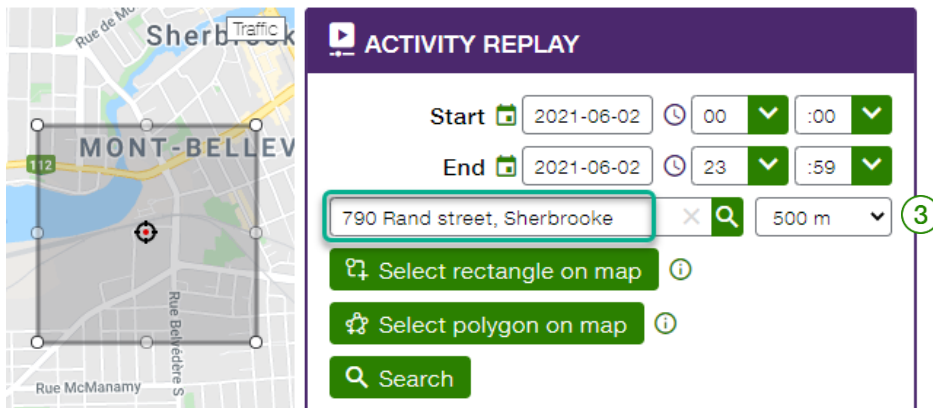 Rue de M
Sherbrook
Traffic
MONT-BELLEV
112
Rue Belvédère S
Rue McManamy
ACTIVITY REPLAY
Start 2021-06-02 00 :00
End 2021-06-02 23 :59
790 Rand street, Sherbrooke 500 m 3
Select rectangle on map
Select polygon on map
Search